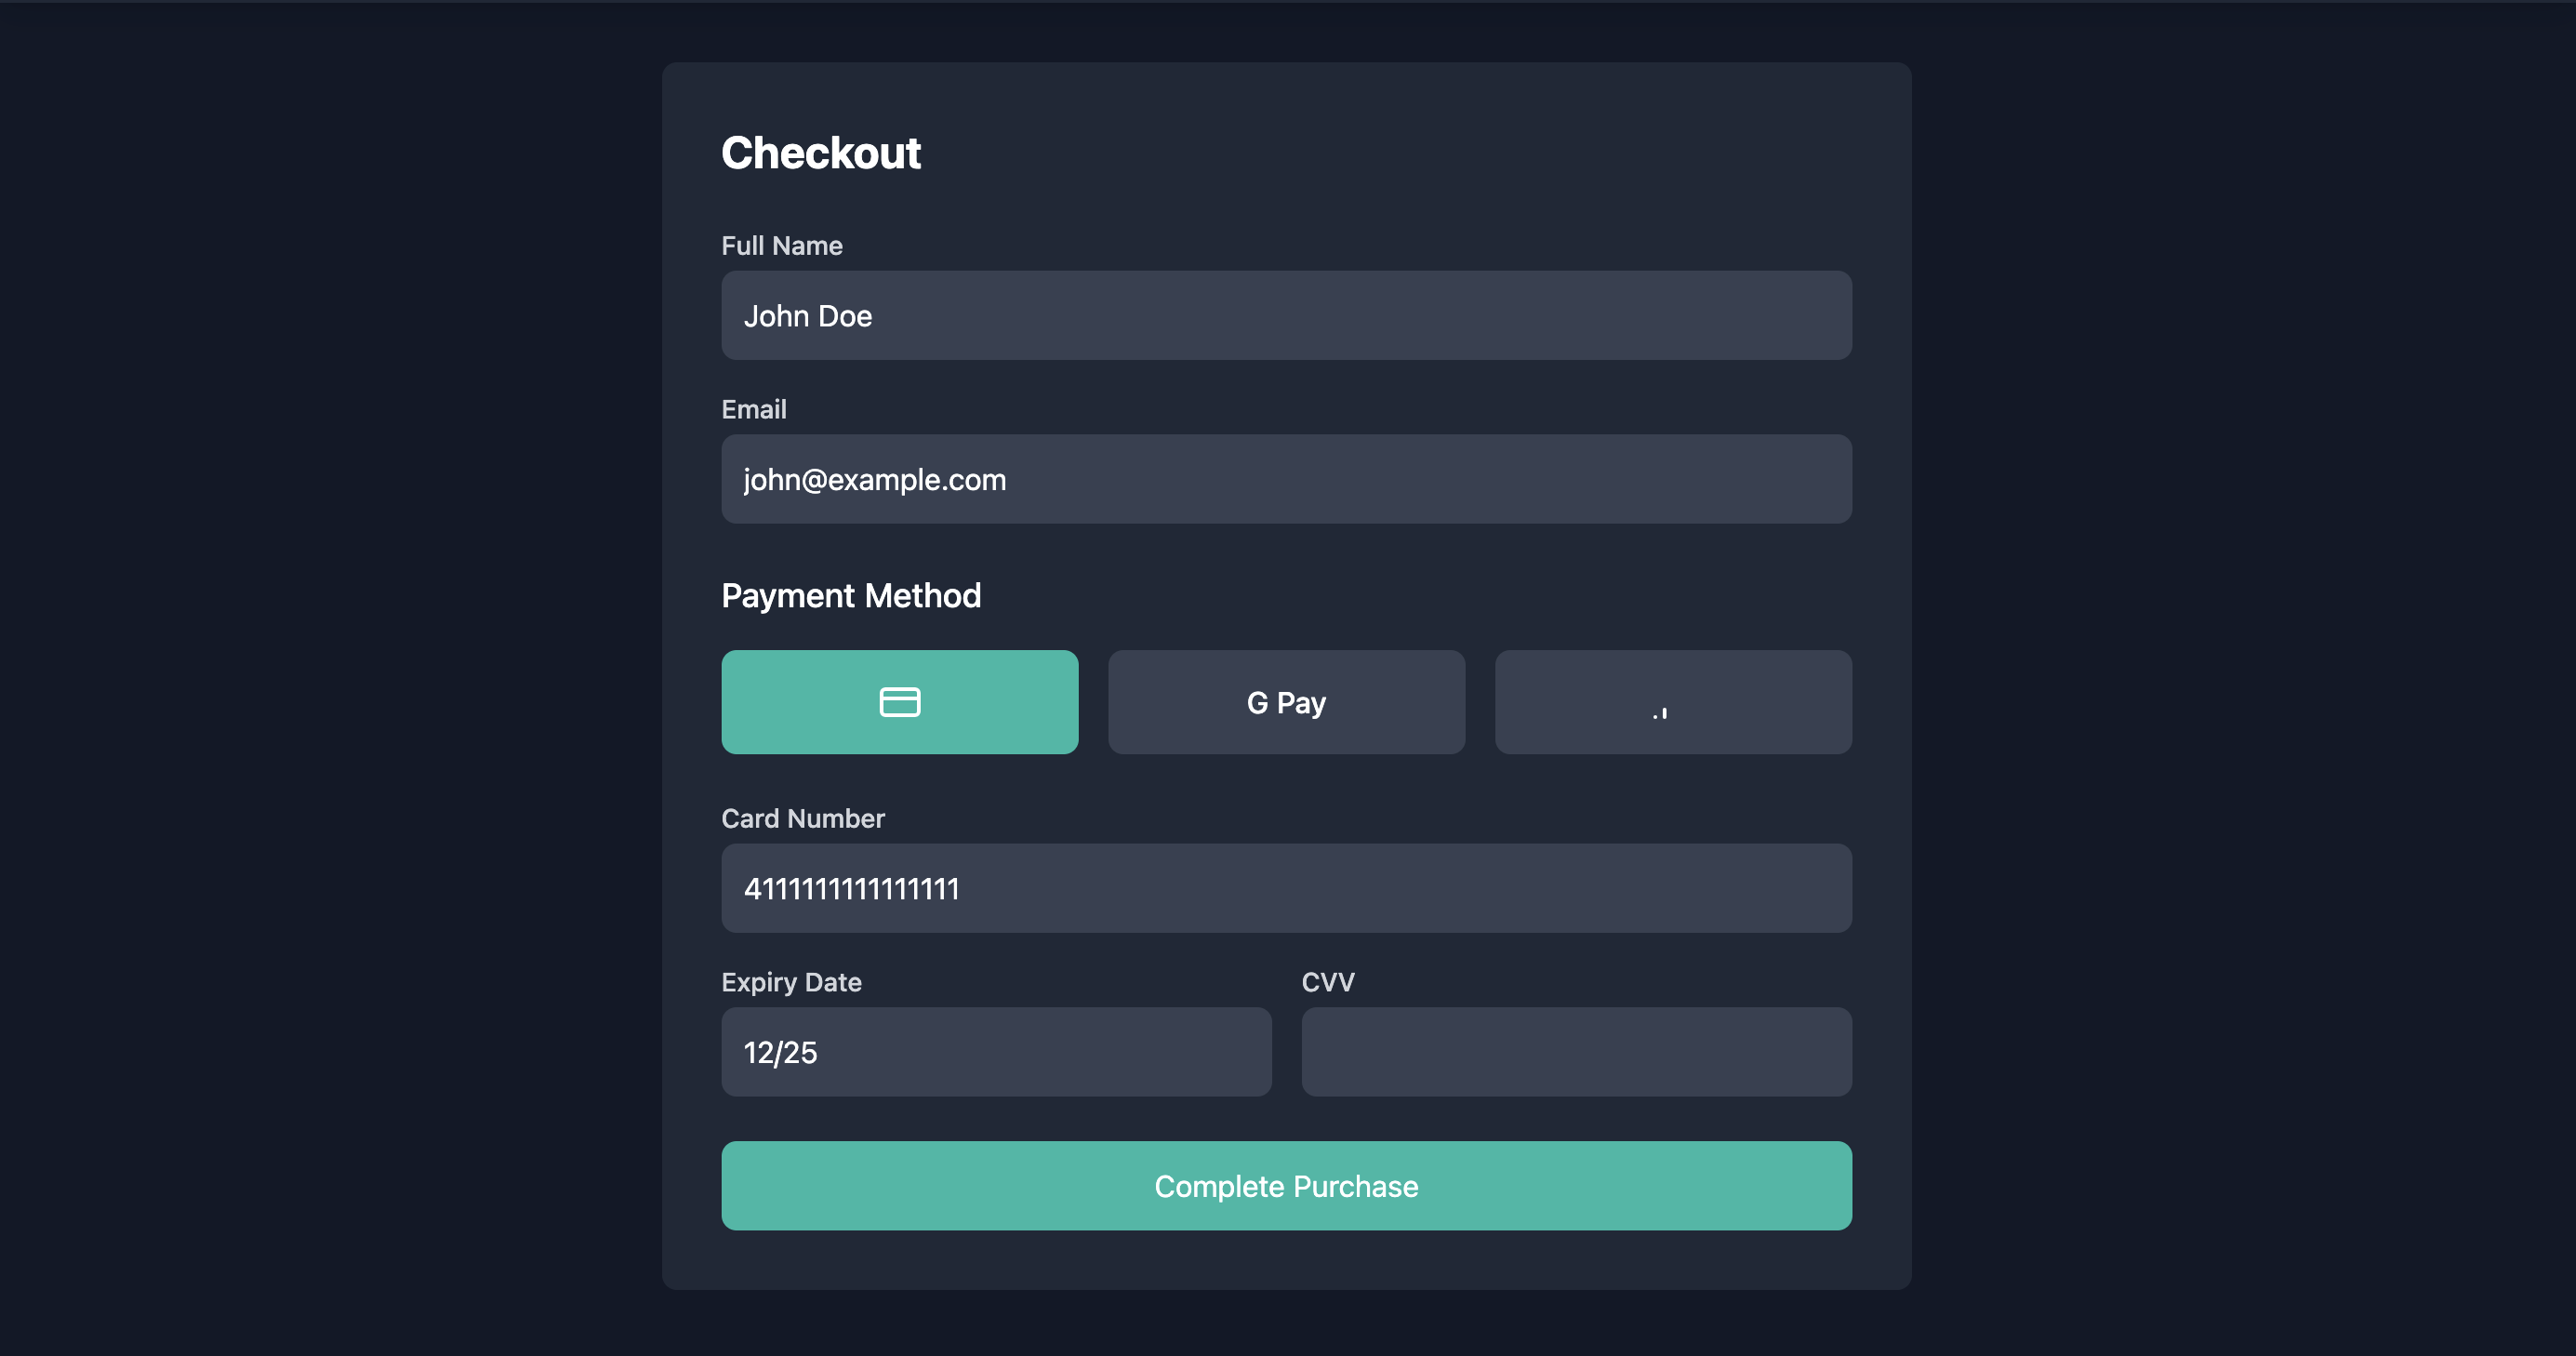 Checkout
Full Name
John Doe
Email
john@example.com
Payment Method
G Pay
Card Number
4111111111111111
Expiry Date
CVV
12/25
Complete Purchase